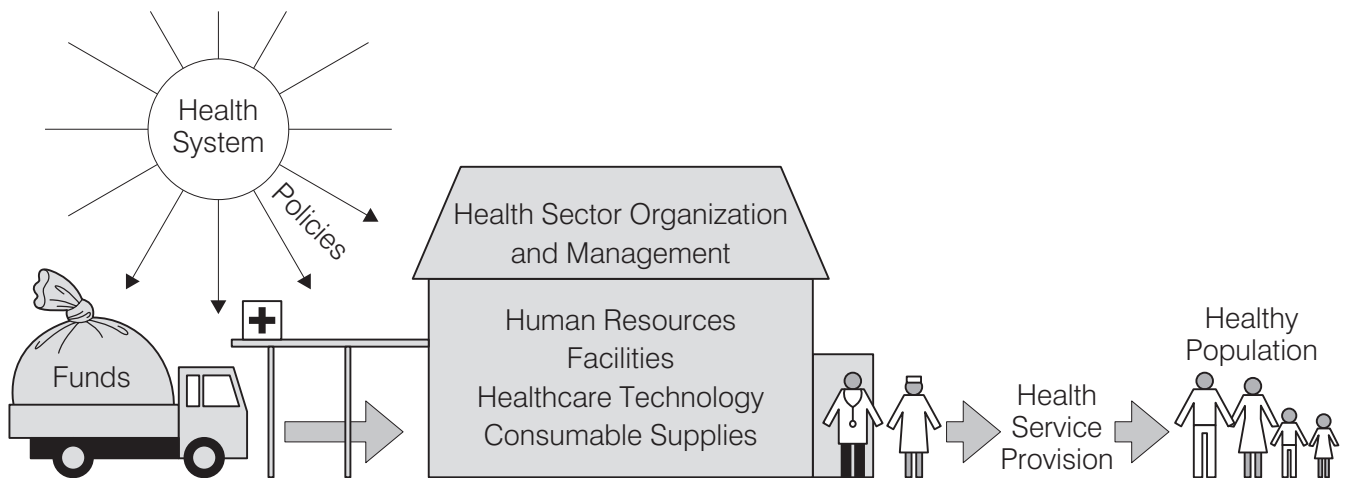 Health
System
Policies
Health Sector Organization
and Management
Funds
Human Resources
Facilities
Healthcare Technology
Consumable Supplies
Health
Service
Provision
Healthy
Population